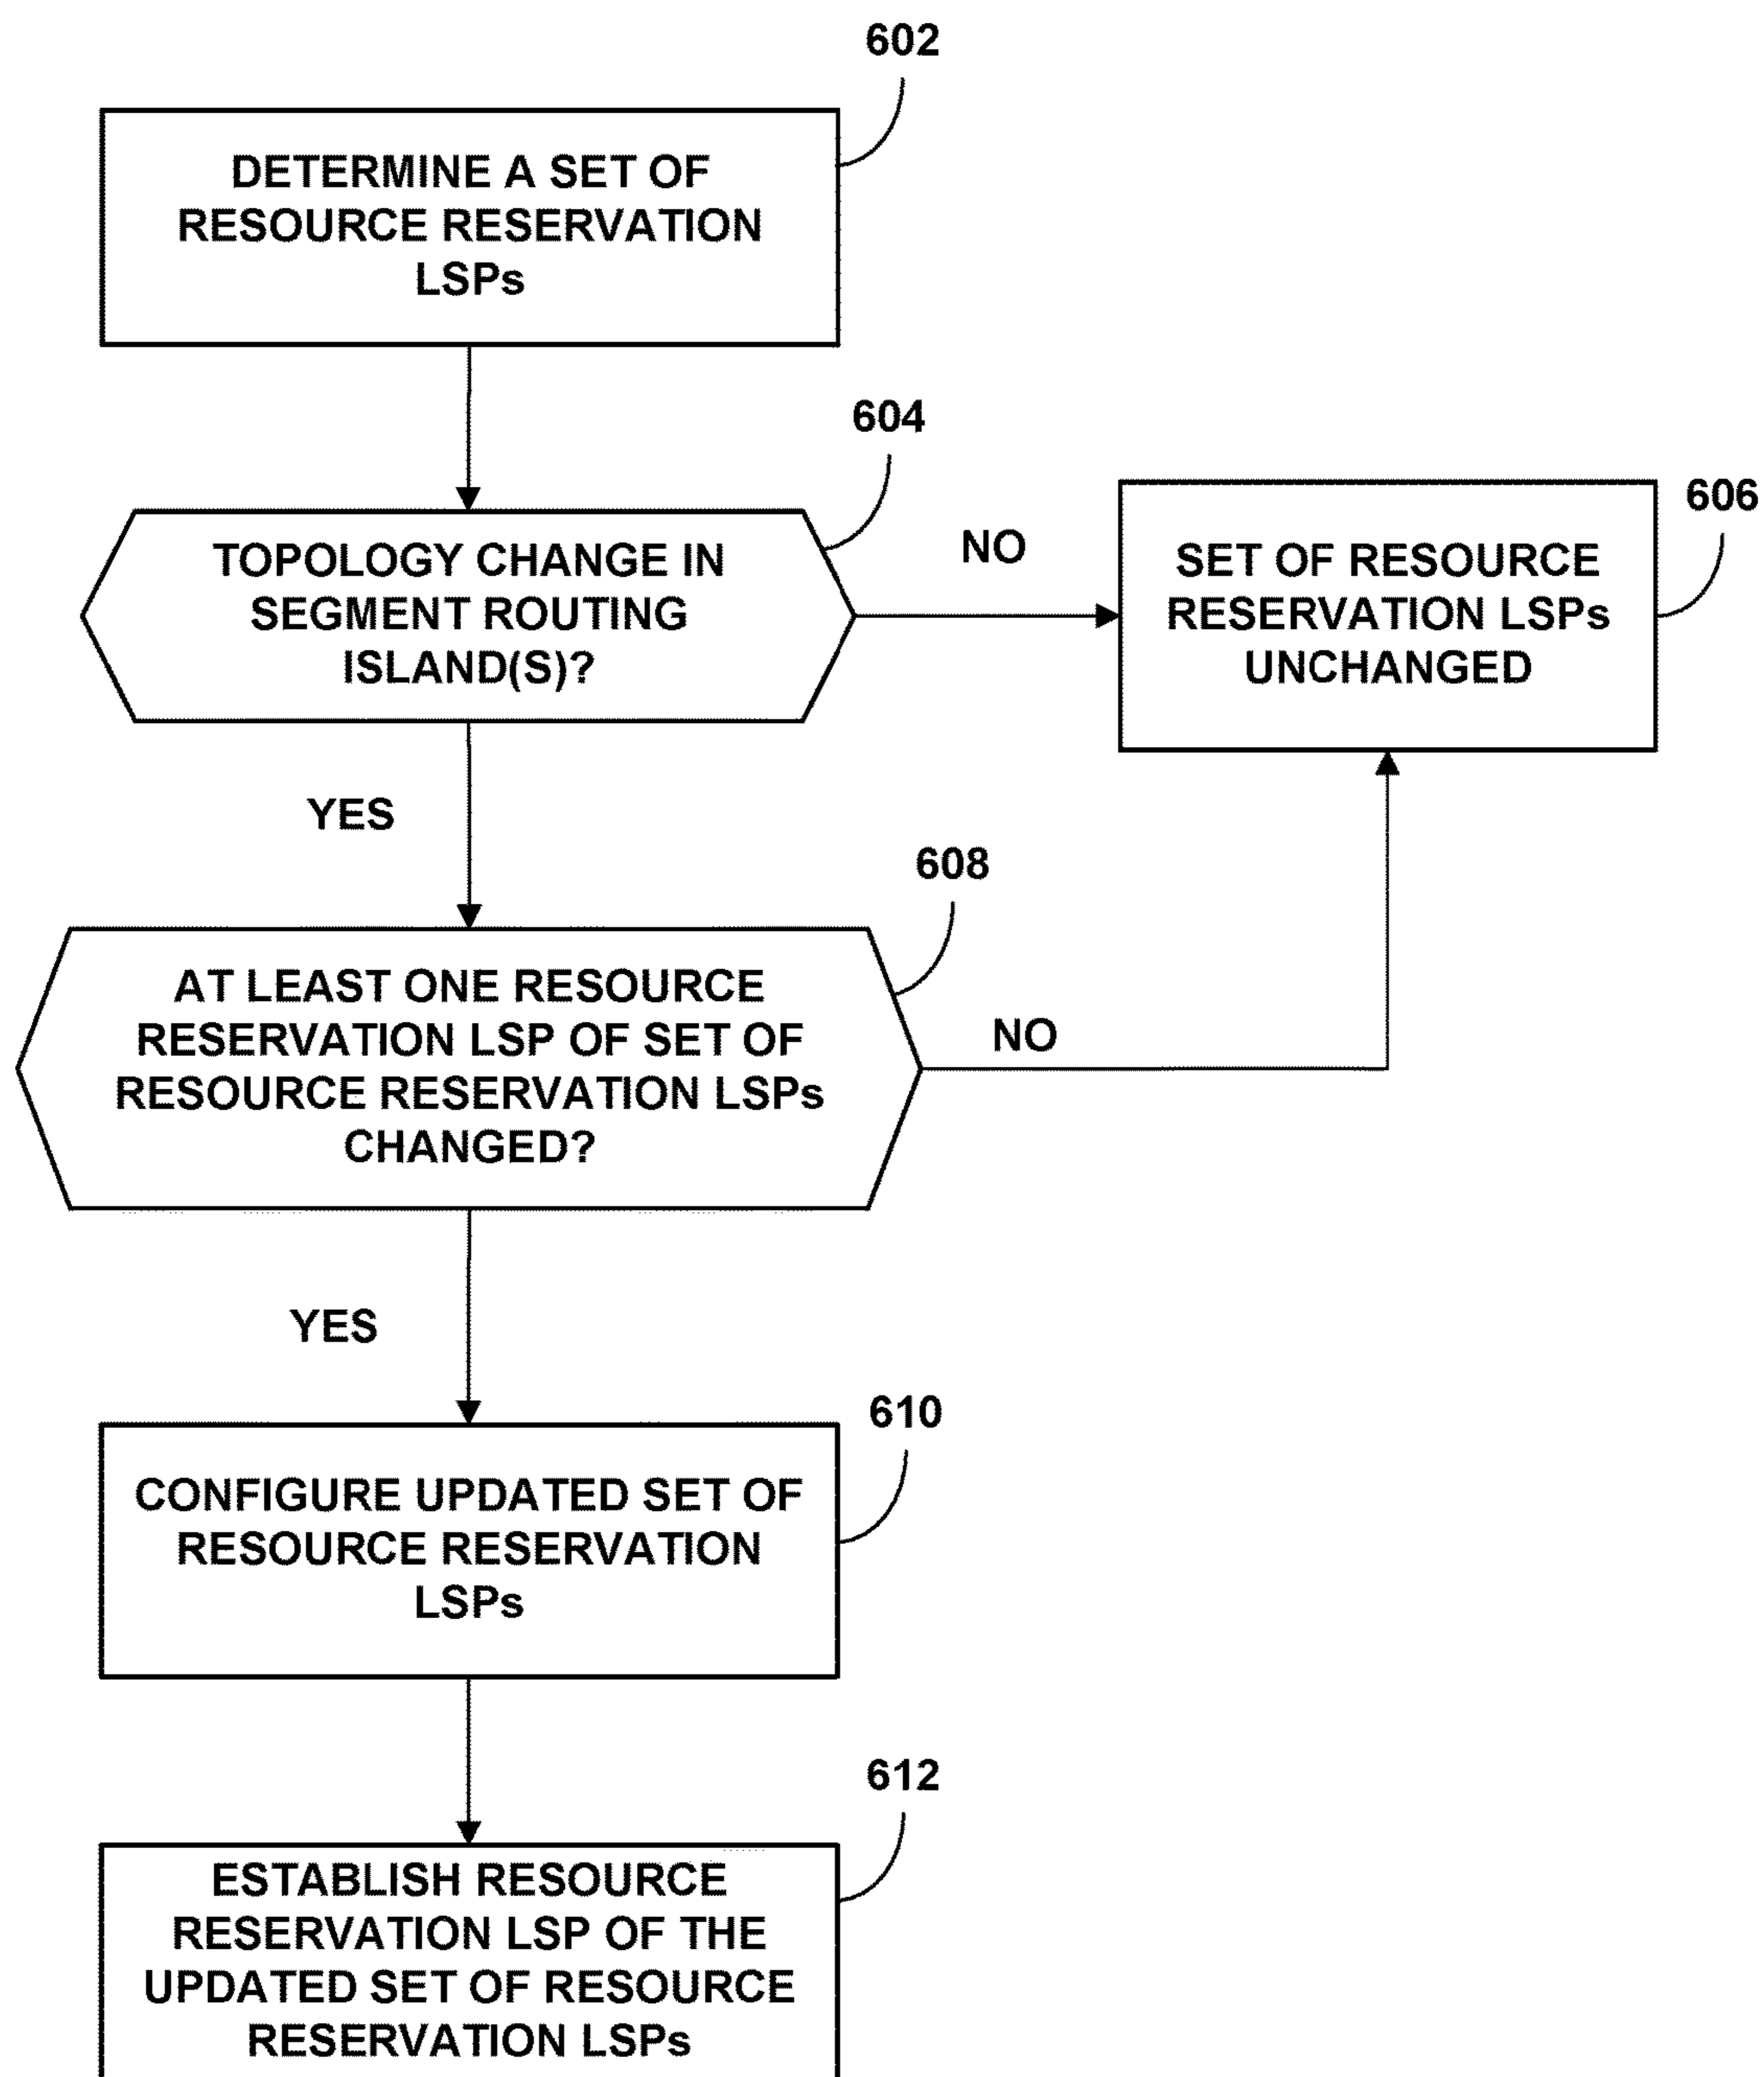 602
DETERMINE A SET OF
RESOURCE RESERVATION
LSPs
604
TOPOLOGY CHANGE IN
SEGMENT ROUTING
ISLAND(S)?
NO
606
SET OF RESOURCE
RESERVATION LSPs
UNCHANGED
YES
608
AT LEAST ONE RESOURCE
RESERVATION LSP OF SET OF
RESOURCE RESERVATION LSPs
CHANGED?
NO
YES
610
CONFIGURE UPDATED SET OF
RESOURCE RESERVATION
LSPs
612
ESTABLISH RESOURCE
RESERVATION LSP OF THE
UPDATED SET OF RESOURCE
RESERVATION LSPs